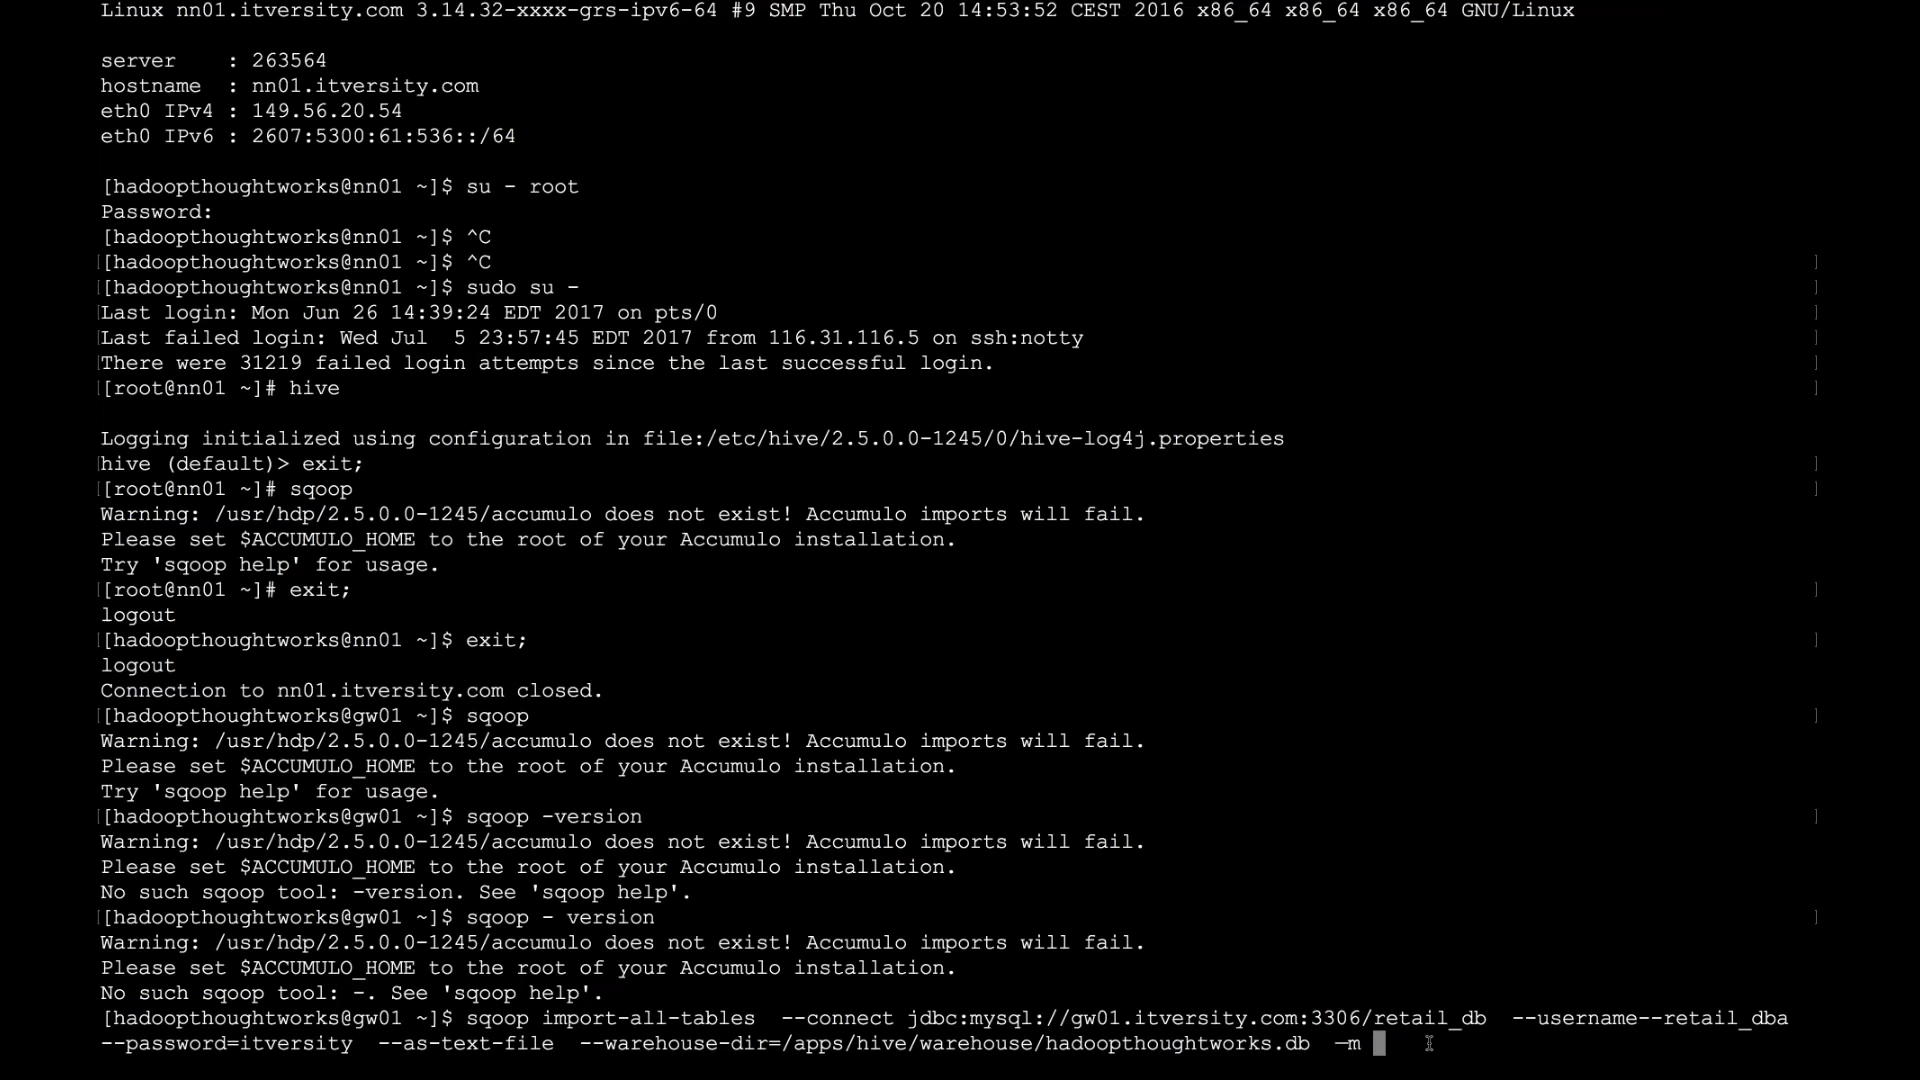 Linux nn01.itversity.com 3.14.32-xxxx-grs-ipv6-64 #9 SMP Thu Oct 20 14:53:52 CEST 2016 x86_64 x86_64 x86_64 GNU/Linux
server    : 263564
hostname  : nn01.itversity.com
eth0 IPv4 : 149.56.20.54
eth0 IPv6 : 2607:5300:61:536::/64
[hadoopthoughtworks@nn01 ~]$ su - root
Password:
[hadoopthoughtworks@nn01 ~]$ ^C
[[hadoopthoughtworks@nn01 ~]$ ^C ]
[[hadoopthoughtworks@nn01 ~]$ sudo su - ]
[Last login: Mon Jun 26 14:39:24 EDT 2017 on pts/0 ]
[Last failed login: Wed Jul  5 23:57:45 EDT 2017 from 116.31.116.5 on ssh:notty ]
[There were 31219 failed login attempts since the last successful login. ]
[[root@nn01 ~]# hive ]
Logging initialized using configuration in file:/etc/hive/2.5.0.0-1245/0/hive-log4j.properties
[hive (default)> exit; ]
[[root@nn01 ~]# sqoop ]
Warning: /usr/hdp/2.5.0.0-1245/accumulo does not exist! Accumulo imports will fail.
Please set $ACCUMULO_HOME to the root of your Accumulo installation.
Try 'sqoop help' for usage.
[[root@nn01 ~]# exit; ]
logout
[[hadoopthoughtworks@nn01 ~]$ exit; ]
logout
Connection to nn01.itversity.com closed.
[[hadoopthoughtworks@gw01 ~]$ sqoop ]
Warning: /usr/hdp/2.5.0.0-1245/accumulo does not exist! Accumulo imports will fail.
Please set $ACCUMULO_HOME to the root of your Accumulo installation.
Try 'sqoop help' for usage.
[[hadoopthoughtworks@gw01 ~]$ sqoop -version ]
Warning: /usr/hdp/2.5.0.0-1245/accumulo does not exist! Accumulo imports will fail.
Please set $ACCUMULO_HOME to the root of your Accumulo installation.
No such sqoop tool: -version. See 'sqoop help'.
[[hadoopthoughtworks@gw01 ~]$ sqoop - version ]
Warning: /usr/hdp/2.5.0.0-1245/accumulo does not exist! Accumulo imports will fail.
Please set $ACCUMULO_HOME to the root of your Accumulo installation.
No such sqoop tool: -. See 'sqoop help'.
[hadoopthoughtworks@gw01 ~]$ sqoop import-all-tables  --connect jdbc:mysql://gw01.itversity.com:3306/retail_db  --username--retail_dba
--password=itversity  --as-text-file  --warehouse-dir=/apps/hive/warehouse/hadoopthoughtworks.db  —m